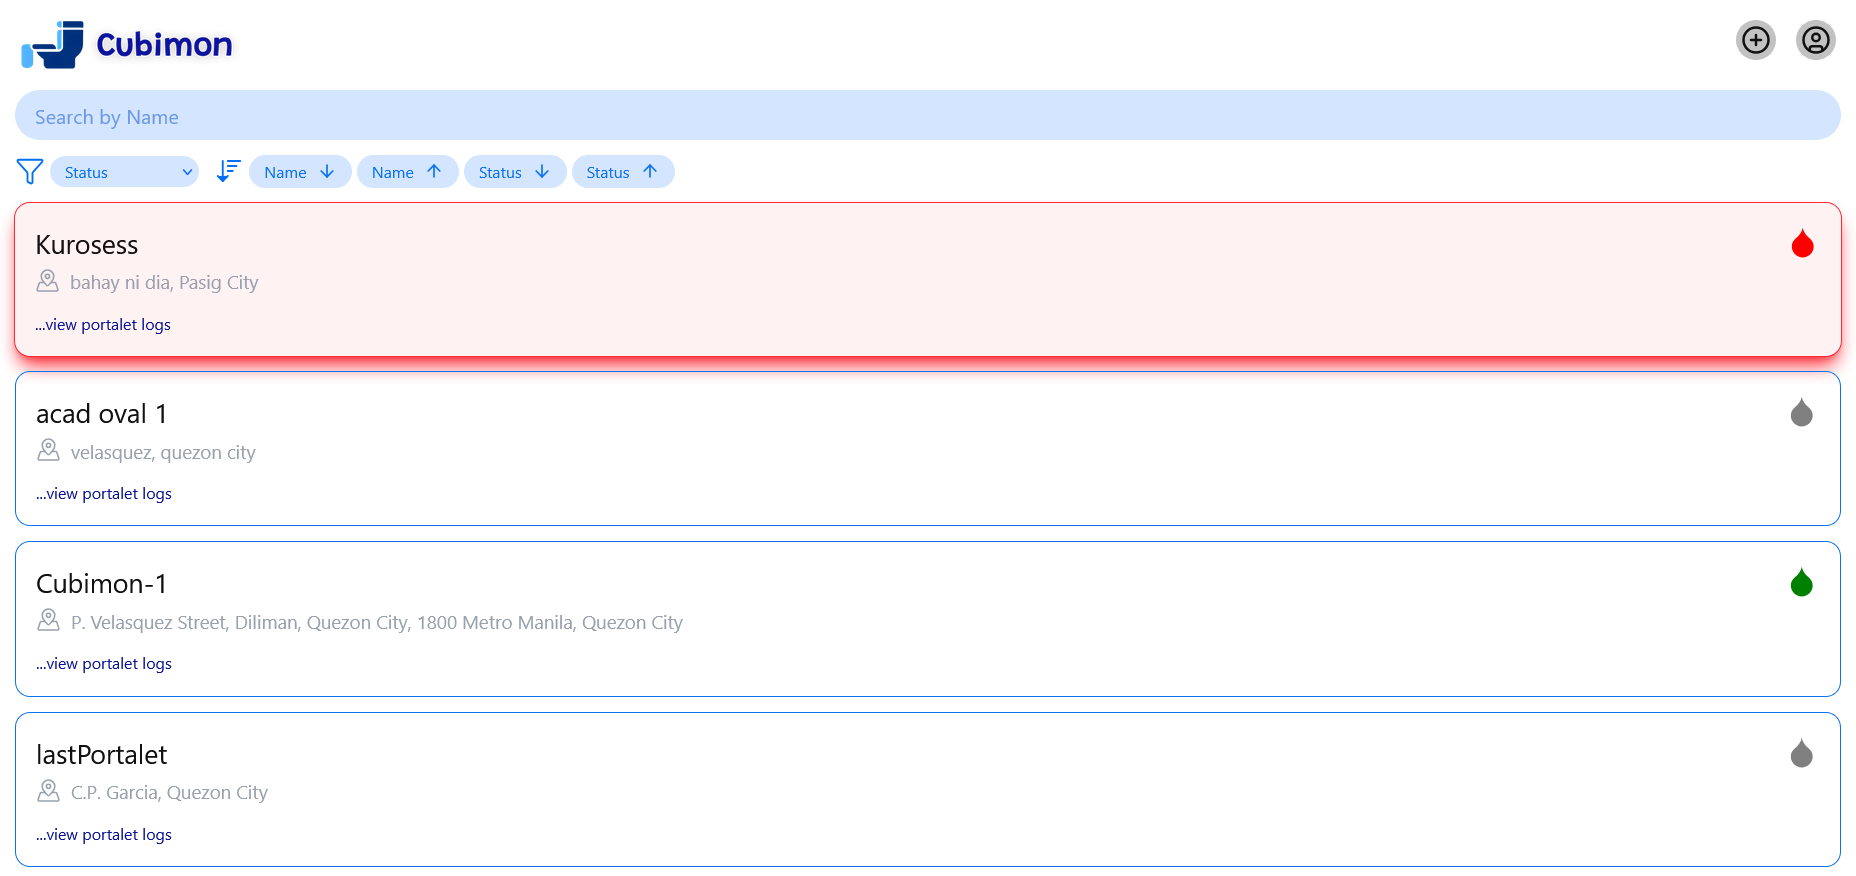 Cubimon
Search by Name
Status
Name
Name
Status
Status
Kurosess
bahay ni dia, Pasig City
...view portalet logs
acad oval 1
velasquez, quezon city
...view portalet logs
Cubimon-1
P. Velasquez Street, Diliman, Quezon City, 1800 Metro Manila, Quezon City
...view portalet logs
lastPortalet
C.P. Garcia, Quezon City
...view portalet logs